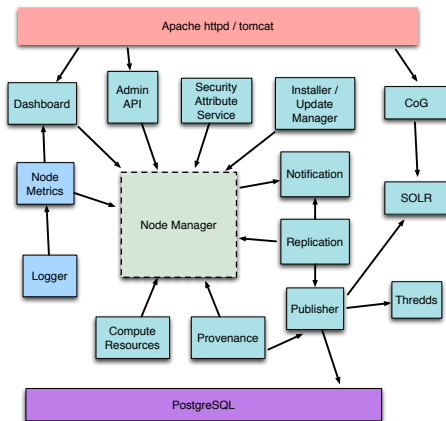 Apache httpd / tomcat
Dashboard
Admin
API
Security
Attribute
Service
Installer /
Update
Manager
CoG
Node
Metrics
Node Manager
Notification
SOLR
Logger
Replication
Publisher
Thredds
Compute
Resources
Provenance
PostgreSQL